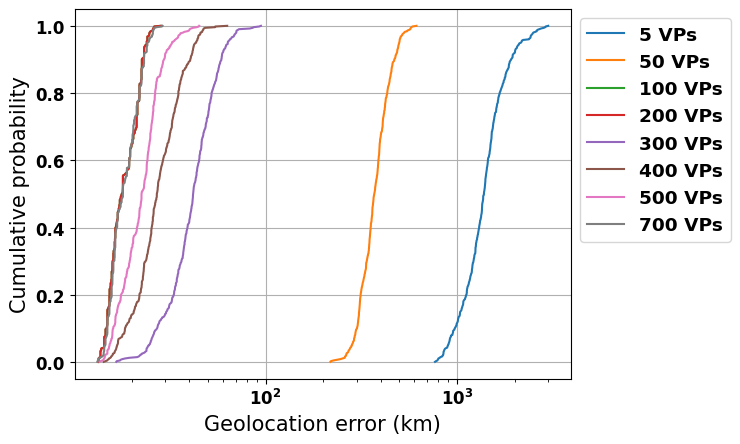 Cumulative probability
1.0
0.8
0.6
0.4
0.2
0.0
10²
10³
Geolocation error (km)
5 VPs
50 VPs
100 VPs
200 VPs
300 VPs
400 VPs
500 VPs
700 VPs